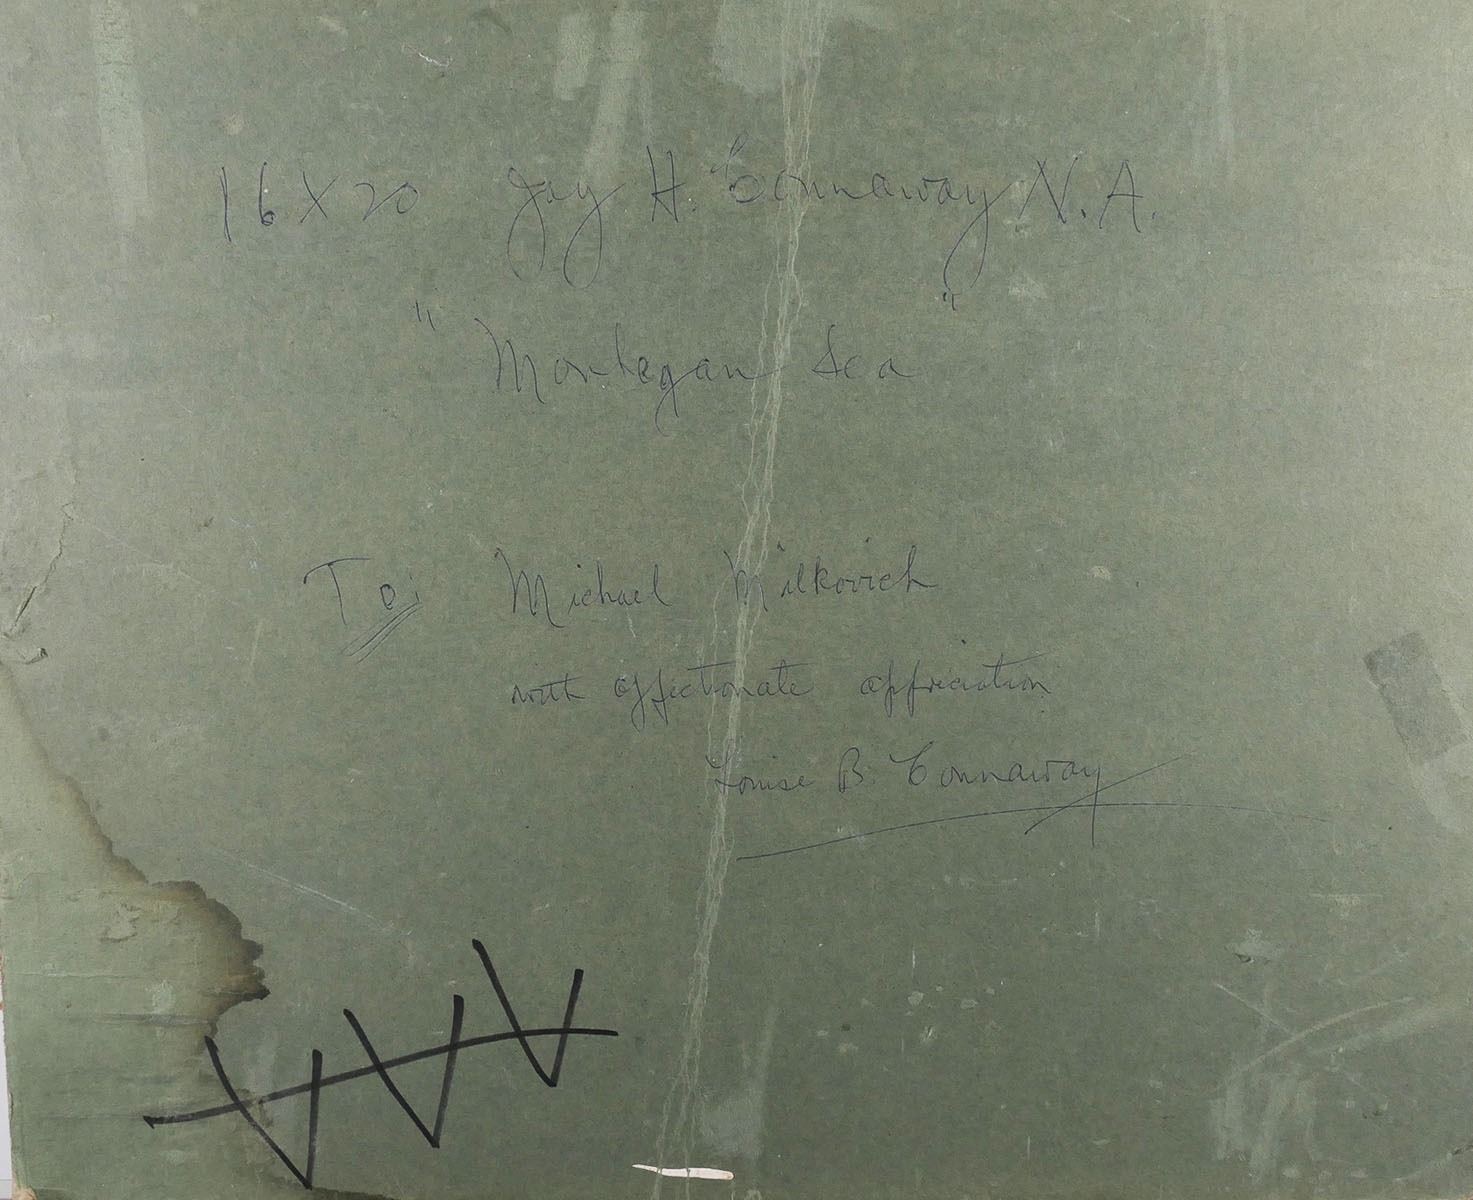 16 X 20 Jay H. Connaway N.A.
"Monhegan Sea"
To: Michael Milkovich
with affectionate appreciation
Louise B. Connaway